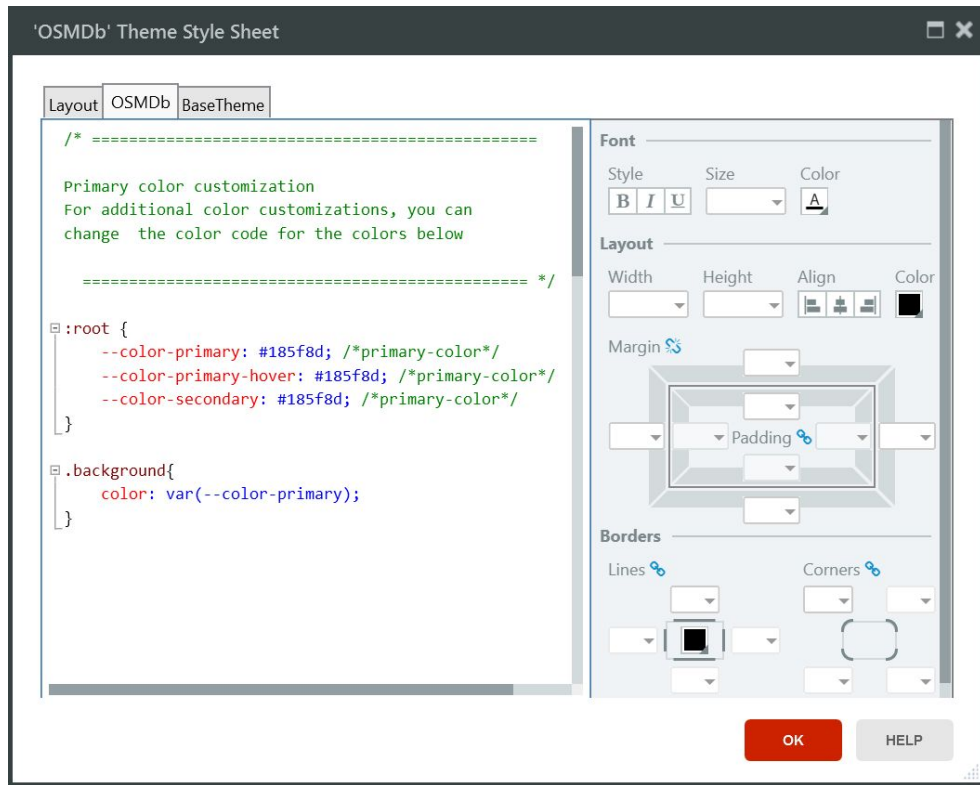 'OSMDb' Theme Style Sheet
Layout OSMDb BaseTheme
/* ================================================
Primary color customization
For additional color customizations, you can
change  the color code for the colors below
================================================ */
:root {
--color-primary: #185f8d; /*primary-color*/
--color-primary-hover: #185f8d; /*primary-color*/
--color-secondary: #185f8d; /*primary-color*/
}
.background{
color: var(--color-primary);
}
Font
Style Size Color
B I U A
Layout
Width Height Align Color
Margin
Padding
Borders
Lines Corners
OK HELP